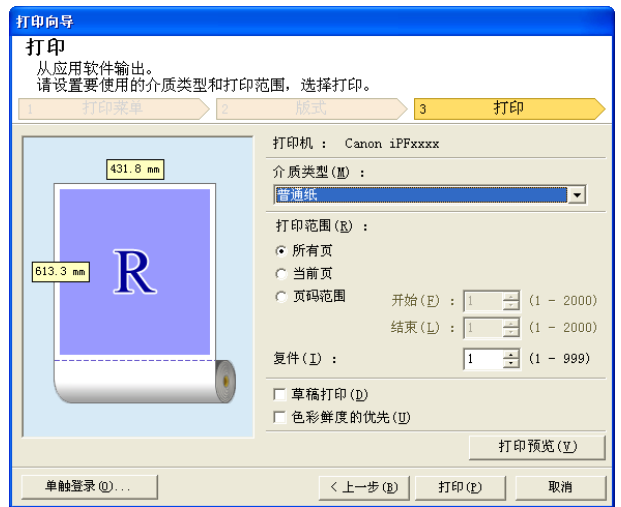 打印向导
打印
从应用软件输出。
请设置要使用的介质类型和打印范围，选择打印。
1 打印菜单 2 版式 3 打印
打印机 : Canon iPFxxxx
介质类型(M) :
普通纸
431.8 mm
613.3 mm
R
打印范围(R) :
所有页
当前页
页码范围 开始(F) : 1 (1 - 2000)
结束(L) : 1 (1 - 2000)
复件(I) : 1 (1 - 999)
草稿打印(D)
色彩鲜度的优先(U)
打印预览(V)
单触登录(O)... < 上一步(B) 打印(P) 取消